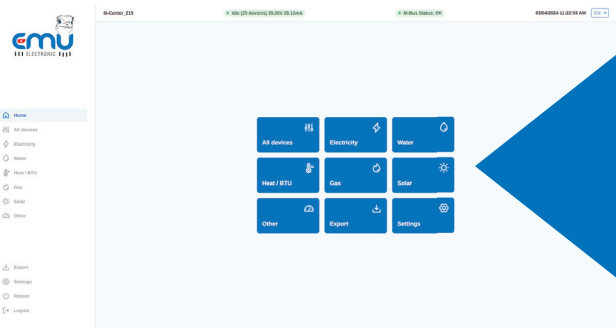 emu
ELECTRONIC
M-Center_215
Idle (25 devices) 29.26V 28.12mA
M-Bus Status: OK
03/04/2024 11:22:53 AM
EN
Home
All devices
Electricity
Water
Heat / BTU
Gas
Solar
Other
Export
Settings
Reboot
Logout
All devices
Electricity
Water
Heat / BTU
Gas
Solar
Other
Export
Settings